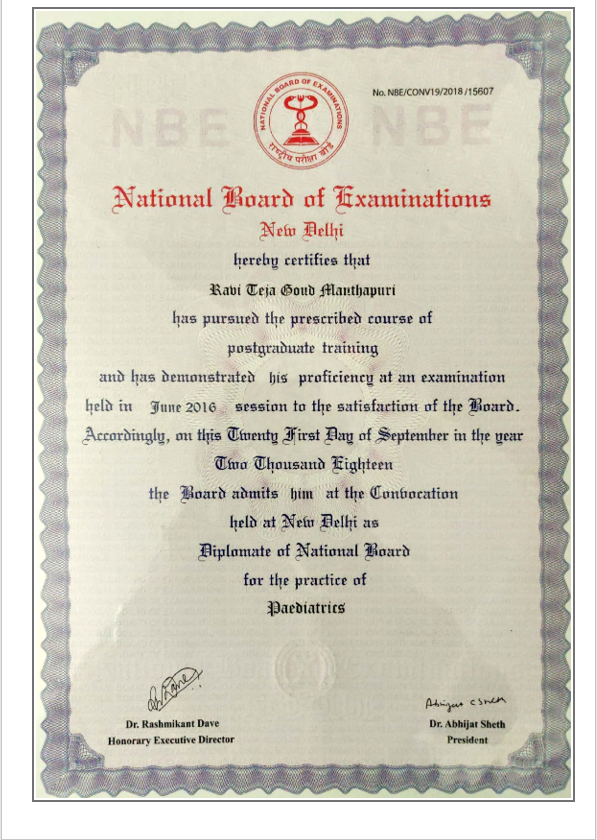 No. NBE/CONV19/2018 /15607
NBE NBE
NATIONAL BOARD OF EXAMINATIONS
राष्ट्रीय परीक्षा बोर्ड
National Board of Examinations
New Delhi
hereby certifies that
Ravi Teja Goud Manthapuri
has pursued the prescribed course of
postgraduate training
and has demonstrated his proficiency at an examination
held in June 2016 session to the satisfaction of the Board.
Accordingly, on this Twenty First Day of September in the year
Two Thousand Eighteen
the Board admits him at the Convocation
held at New Delhi as
Diplomate of National Board
for the practice of
Paediatrics
Abhijat C Sheth
Dr. Rashmikant Dave Dr. Abhijat Sheth
Honorary Executive Director President